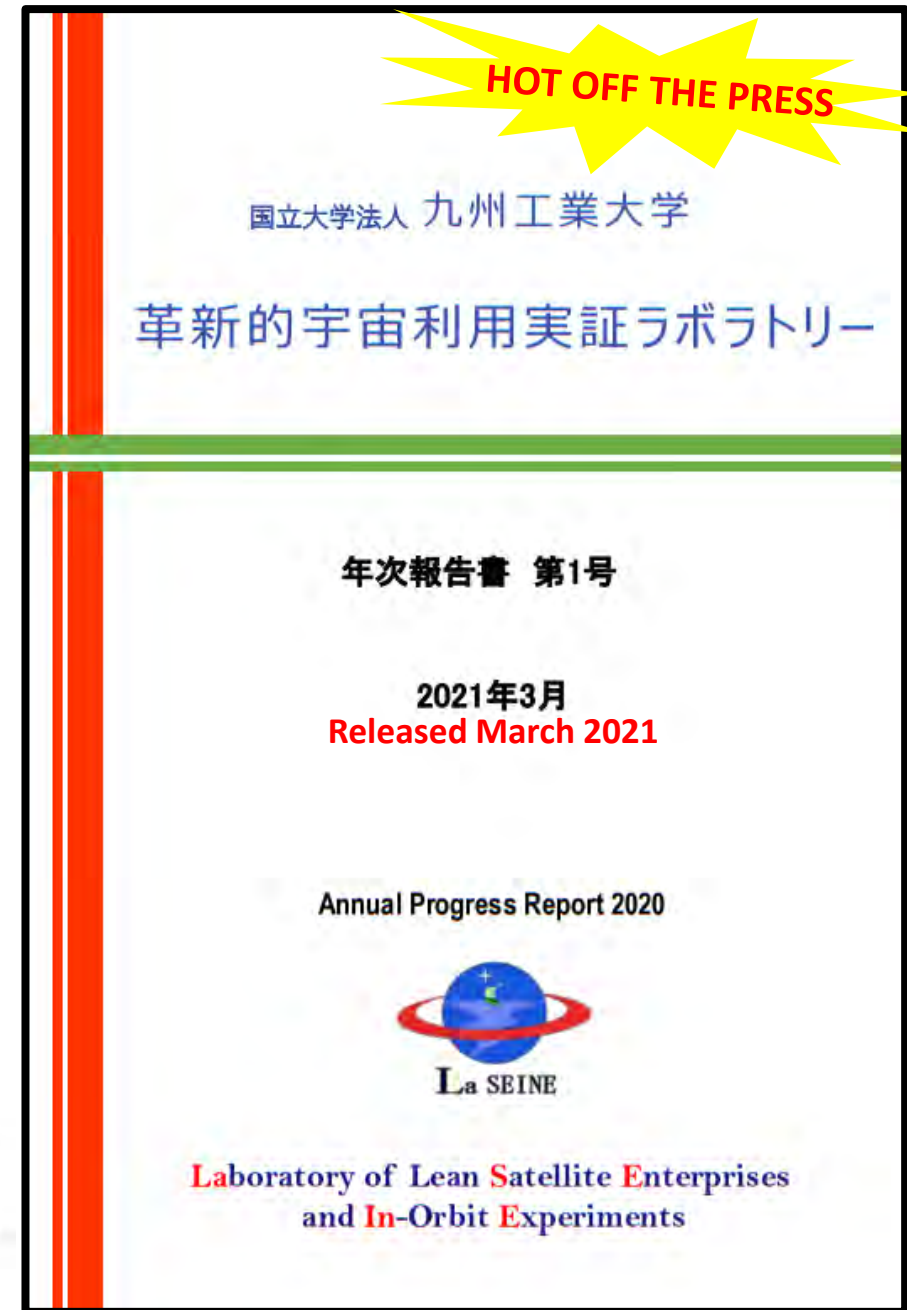 HOT OFF THE PRESS
国立大学法人 九州工業大学
革新的宇宙利用実証ラボラトリー
年次報告書 第1号
2021年3月
Released March 2021
Annual Progress Report 2020
La SEINE
Laboratory of Lean Satellite Enterprises
and In-Orbit Experiments